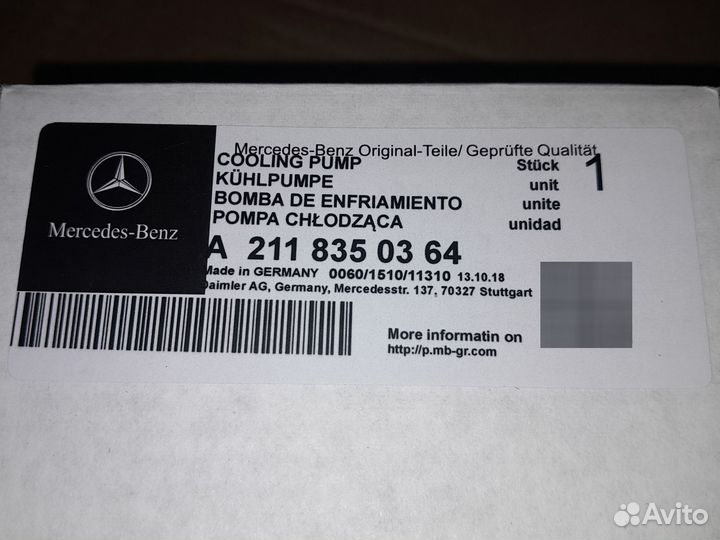 Mercedes-Benz Original-Teile/ Geprüfte Qualität
COOLING PUMP Stück 1
KÜHLPUMPE unit
BOMBA DE ENFRIAMIENTO unite
POMPA CHŁODZĄCA unidad
Mercedes-Benz
A 211 835 03 64
Made in GERMANY 0060/1510/11310 13.10.18
Daimler AG, Germany, Mercedesstr. 137, 70327 Stuttgart
More informatin on
http://p.mb-gr.com
Avito